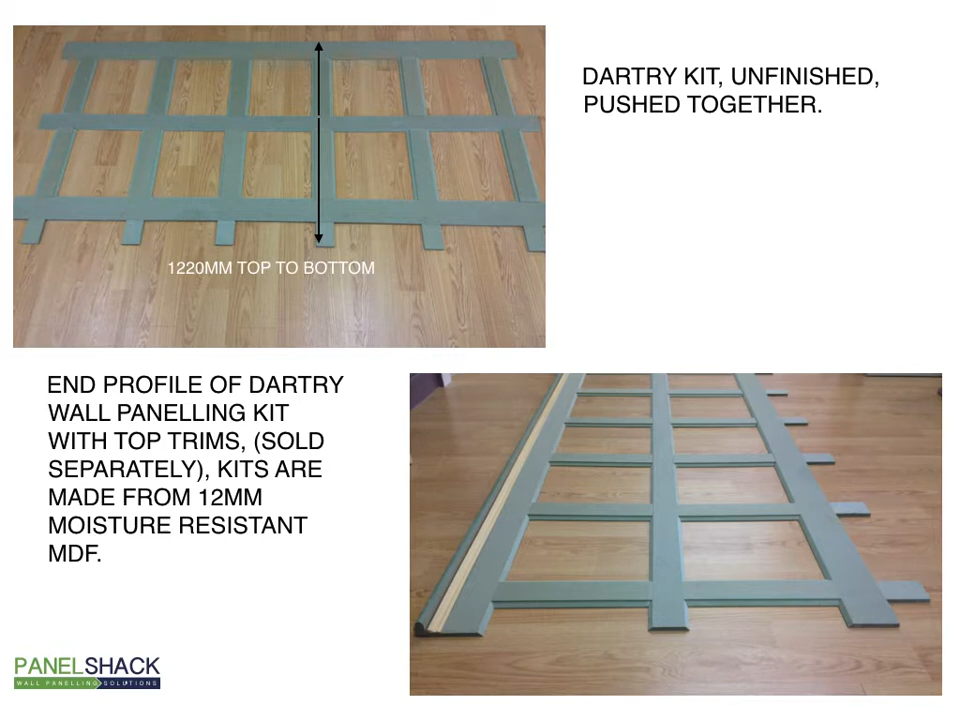 DARTRY KIT, UNFINISHED,
PUSHED TOGETHER.
1220MM TOP TO BOTTOM
END PROFILE OF DARTRY
WALL PANELLING KIT
WITH TOP TRIMS, (SOLD
SEPARATELY), KITS ARE
MADE FROM 12MM
MOISTURE RESISTANT
MDF.
PANELSHACK
WALL PANELLING SOLUTIONS